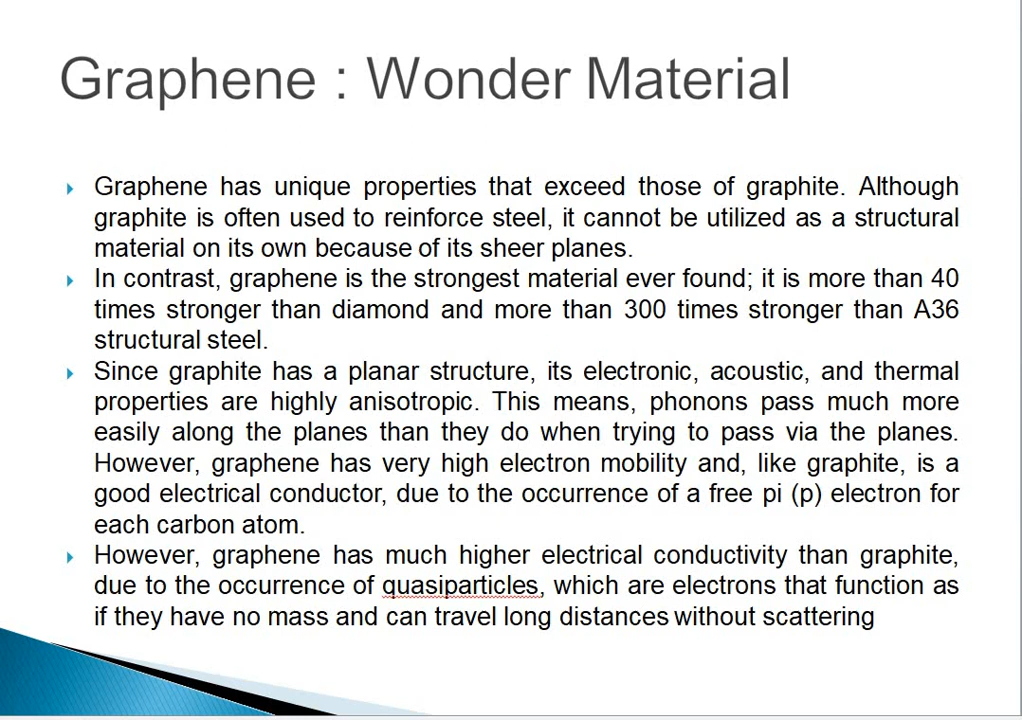 Graphene : Wonder Material
Graphene has unique properties that exceed those of graphite. Although
graphite is often used to reinforce steel, it cannot be utilized as a structural
material on its own because of its sheer planes.
In contrast, graphene is the strongest material ever found; it is more than 40
times stronger than diamond and more than 300 times stronger than A36
structural steel.
Since graphite has a planar structure, its electronic, acoustic, and thermal
properties are highly anisotropic. This means, phonons pass much more
easily along the planes than they do when trying to pass via the planes.
However, graphene has very high electron mobility and, like graphite, is a
good electrical conductor, due to the occurrence of a free pi (p) electron for
each carbon atom.
However, graphene has much higher electrical conductivity than graphite,
due to the occurrence of quasiparticles, which are electrons that function as
if they have no mass and can travel long distances without scattering